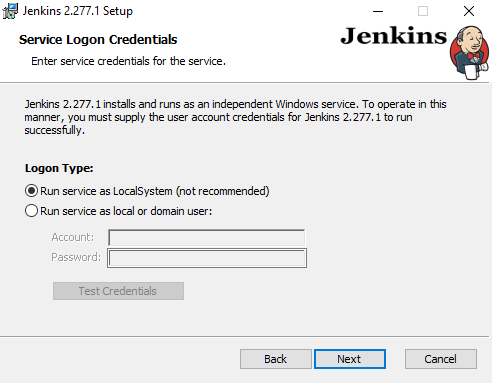 Jenkins 2.277.1 Setup
Service Logon Credentials
Enter service credentials for the service.
Jenkins
Jenkins 2.277.1 installs and runs as an independent Windows service. To operate in this
manner, you must supply the user account credentials for Jenkins 2.277.1 to run
successfully.
Logon Type:
Run service as LocalSystem (not recommended)
Run service as local or domain user:
Account:
Password:
Test Credentials
Back
Next
Cancel